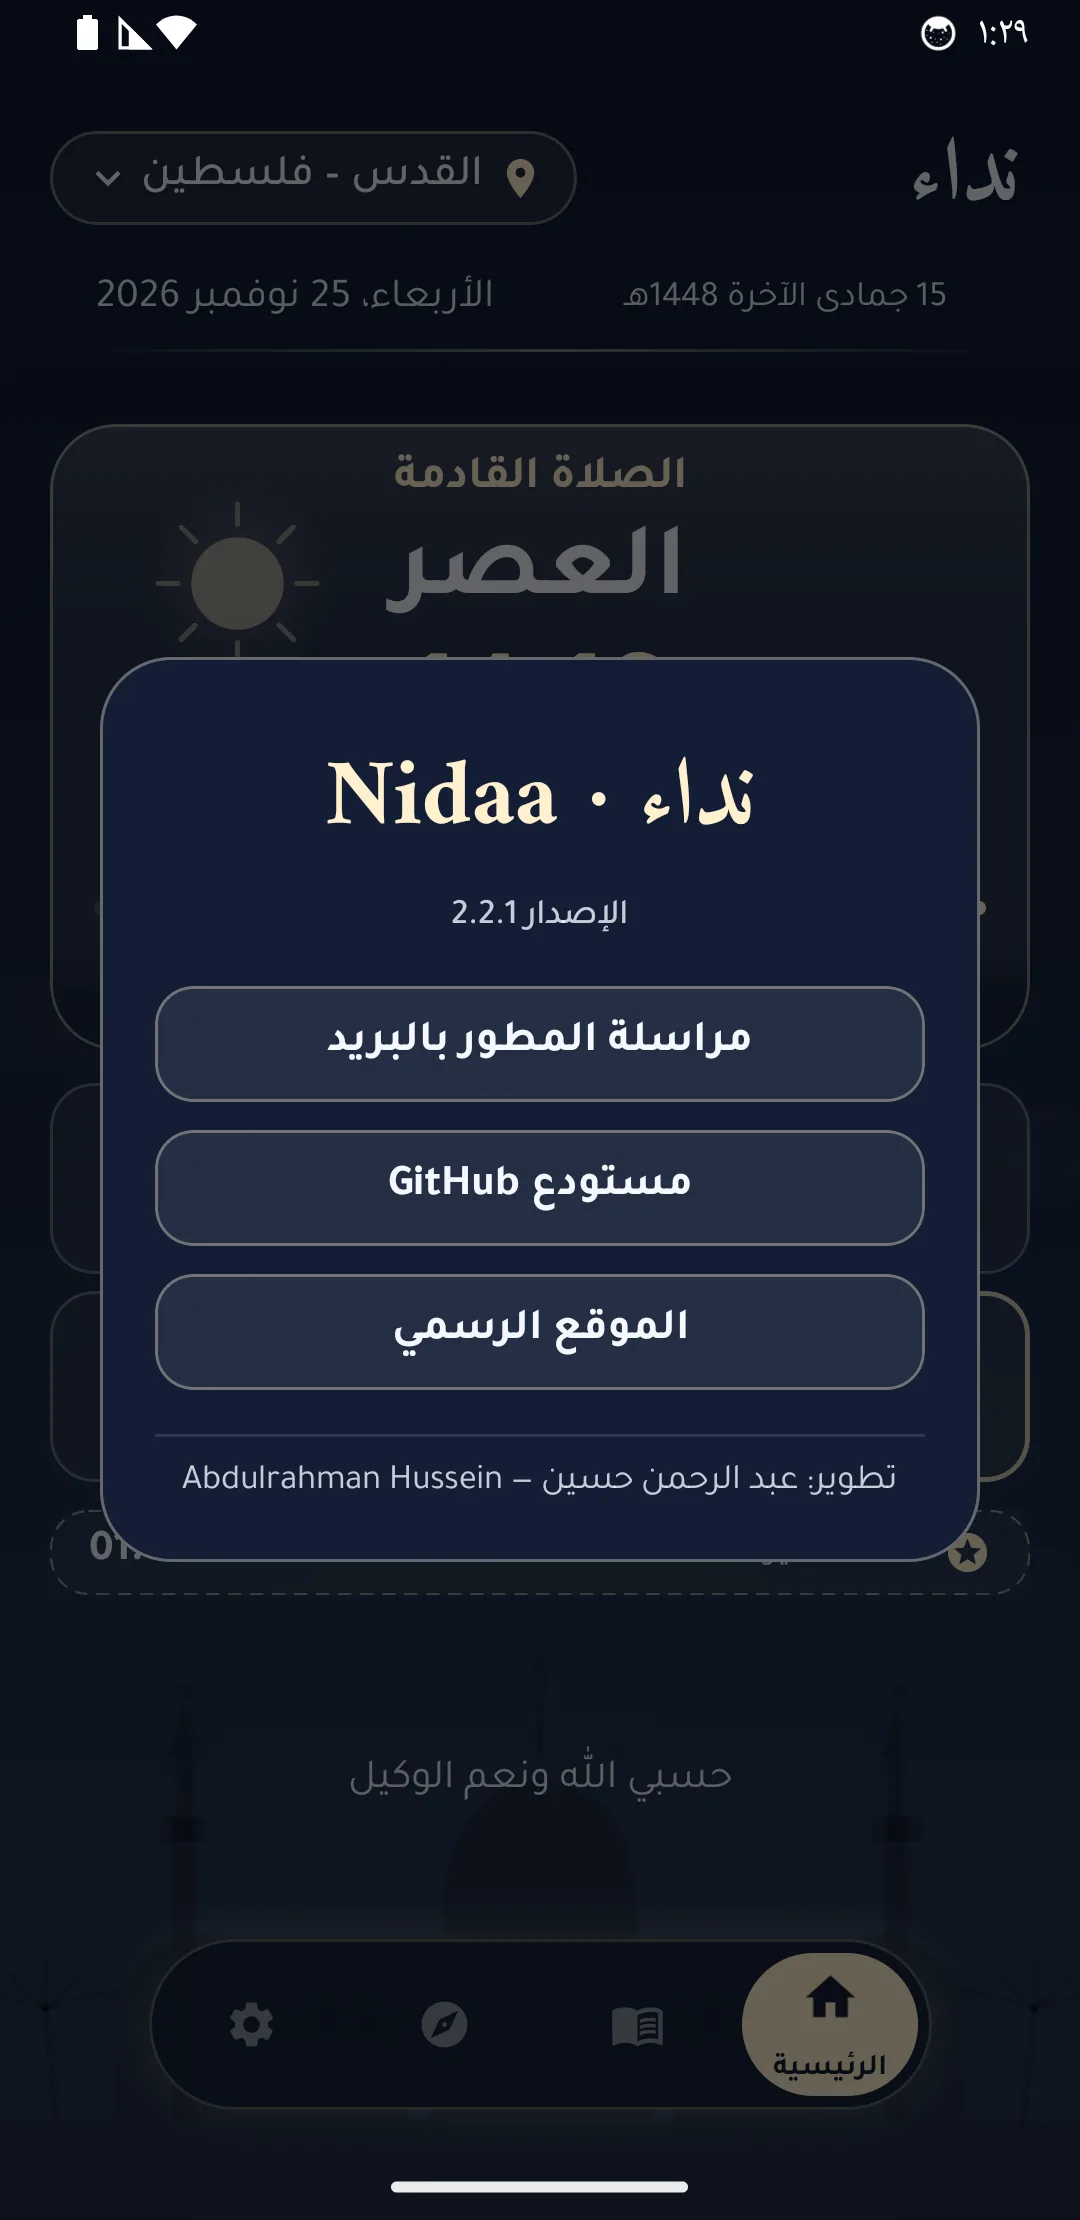 ١:٢٩
نداء
القدس - فلسطين
15 جمادى الآخرة 1448هـ
الأربعاء، 25 نوفمبر 2026
الصلاة القادمة
العصر
نداء · Nidaa
الإصدار 2.2.1
مراسلة المطور بالبريد
مستودع GitHub
الموقع الرسمي
تطوير: عبد الرحمن حسين – Abdulrahman Hussein
حسبي الله ونعم الوكيل
الرئيسية